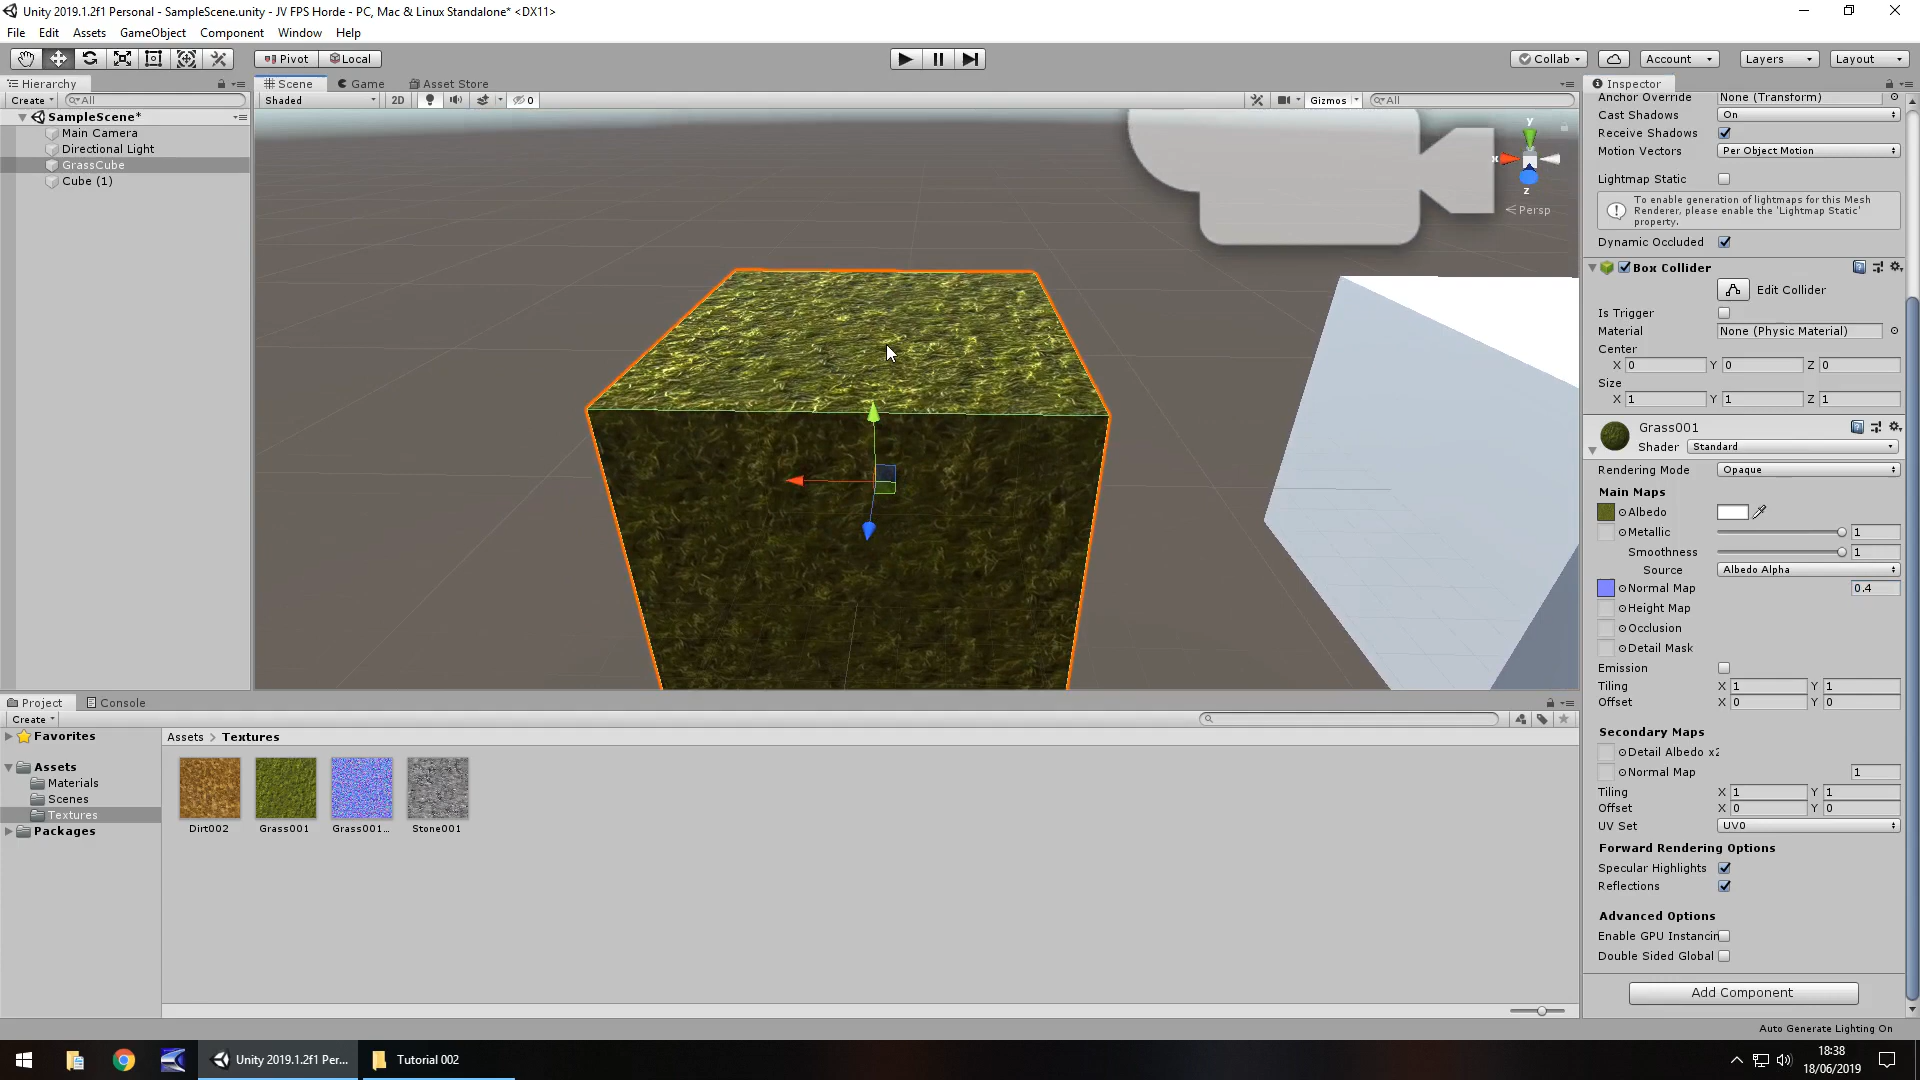 Unity 2019.1.2f1 Personal - SampleScene.unity - JV FPS Horde - PC, Mac & Linux Standalone* <DX11>
File Edit Assets GameObject Component Window Help
Pivot Local Collab Account Layers Layout
Hierarchy Scene Game Asset Store Inspector
Create All Shaded 2D 0 Gizmos All
Anchor Override None (Transform)
SampleScene* Cast Shadows On
Main Camera Receive Shadows
Directional Light Motion Vectors Per Object Motion
GrassCube
Cube (1) Lightmap Static
y
x
z
Persp
To enable generation of lightmaps for this Mesh
Renderer, please enable the 'Lightmap Static'
property.
Dynamic Occluded
Box Collider
Edit Collider
Is Trigger
Material None (Physic Material)
Center
X 0 Y 0 Z 0
Size
X 1 Y 1 Z 1
Grass001
Shader Standard
Rendering Mode Opaque
Main Maps
Albedo
Metallic 1
Smoothness 1
Source Albedo Alpha
Normal Map 0.4
Height Map
Occlusion
Detail Mask
Emission
Tiling X 1 Y 1
Offset X 0 Y 0
Secondary Maps
Detail Albedo x2
Normal Map 1
Tiling X 1 Y 1
Offset X 0 Y 0
UV Set UV0
Forward Rendering Options
Specular Highlights
Reflections
Advanced Options
Enable GPU Instancin
Double Sided Global
Add Component
Project Console
Create
Favorites
Assets > Textures
Assets
Materials
Scenes
Textures
Packages
Dirt002 Grass001 Grass001... Stone001
Auto Generate Lighting On
Unity 2019.1.2f1 Per... Tutorial 002
18:38
18/06/2019